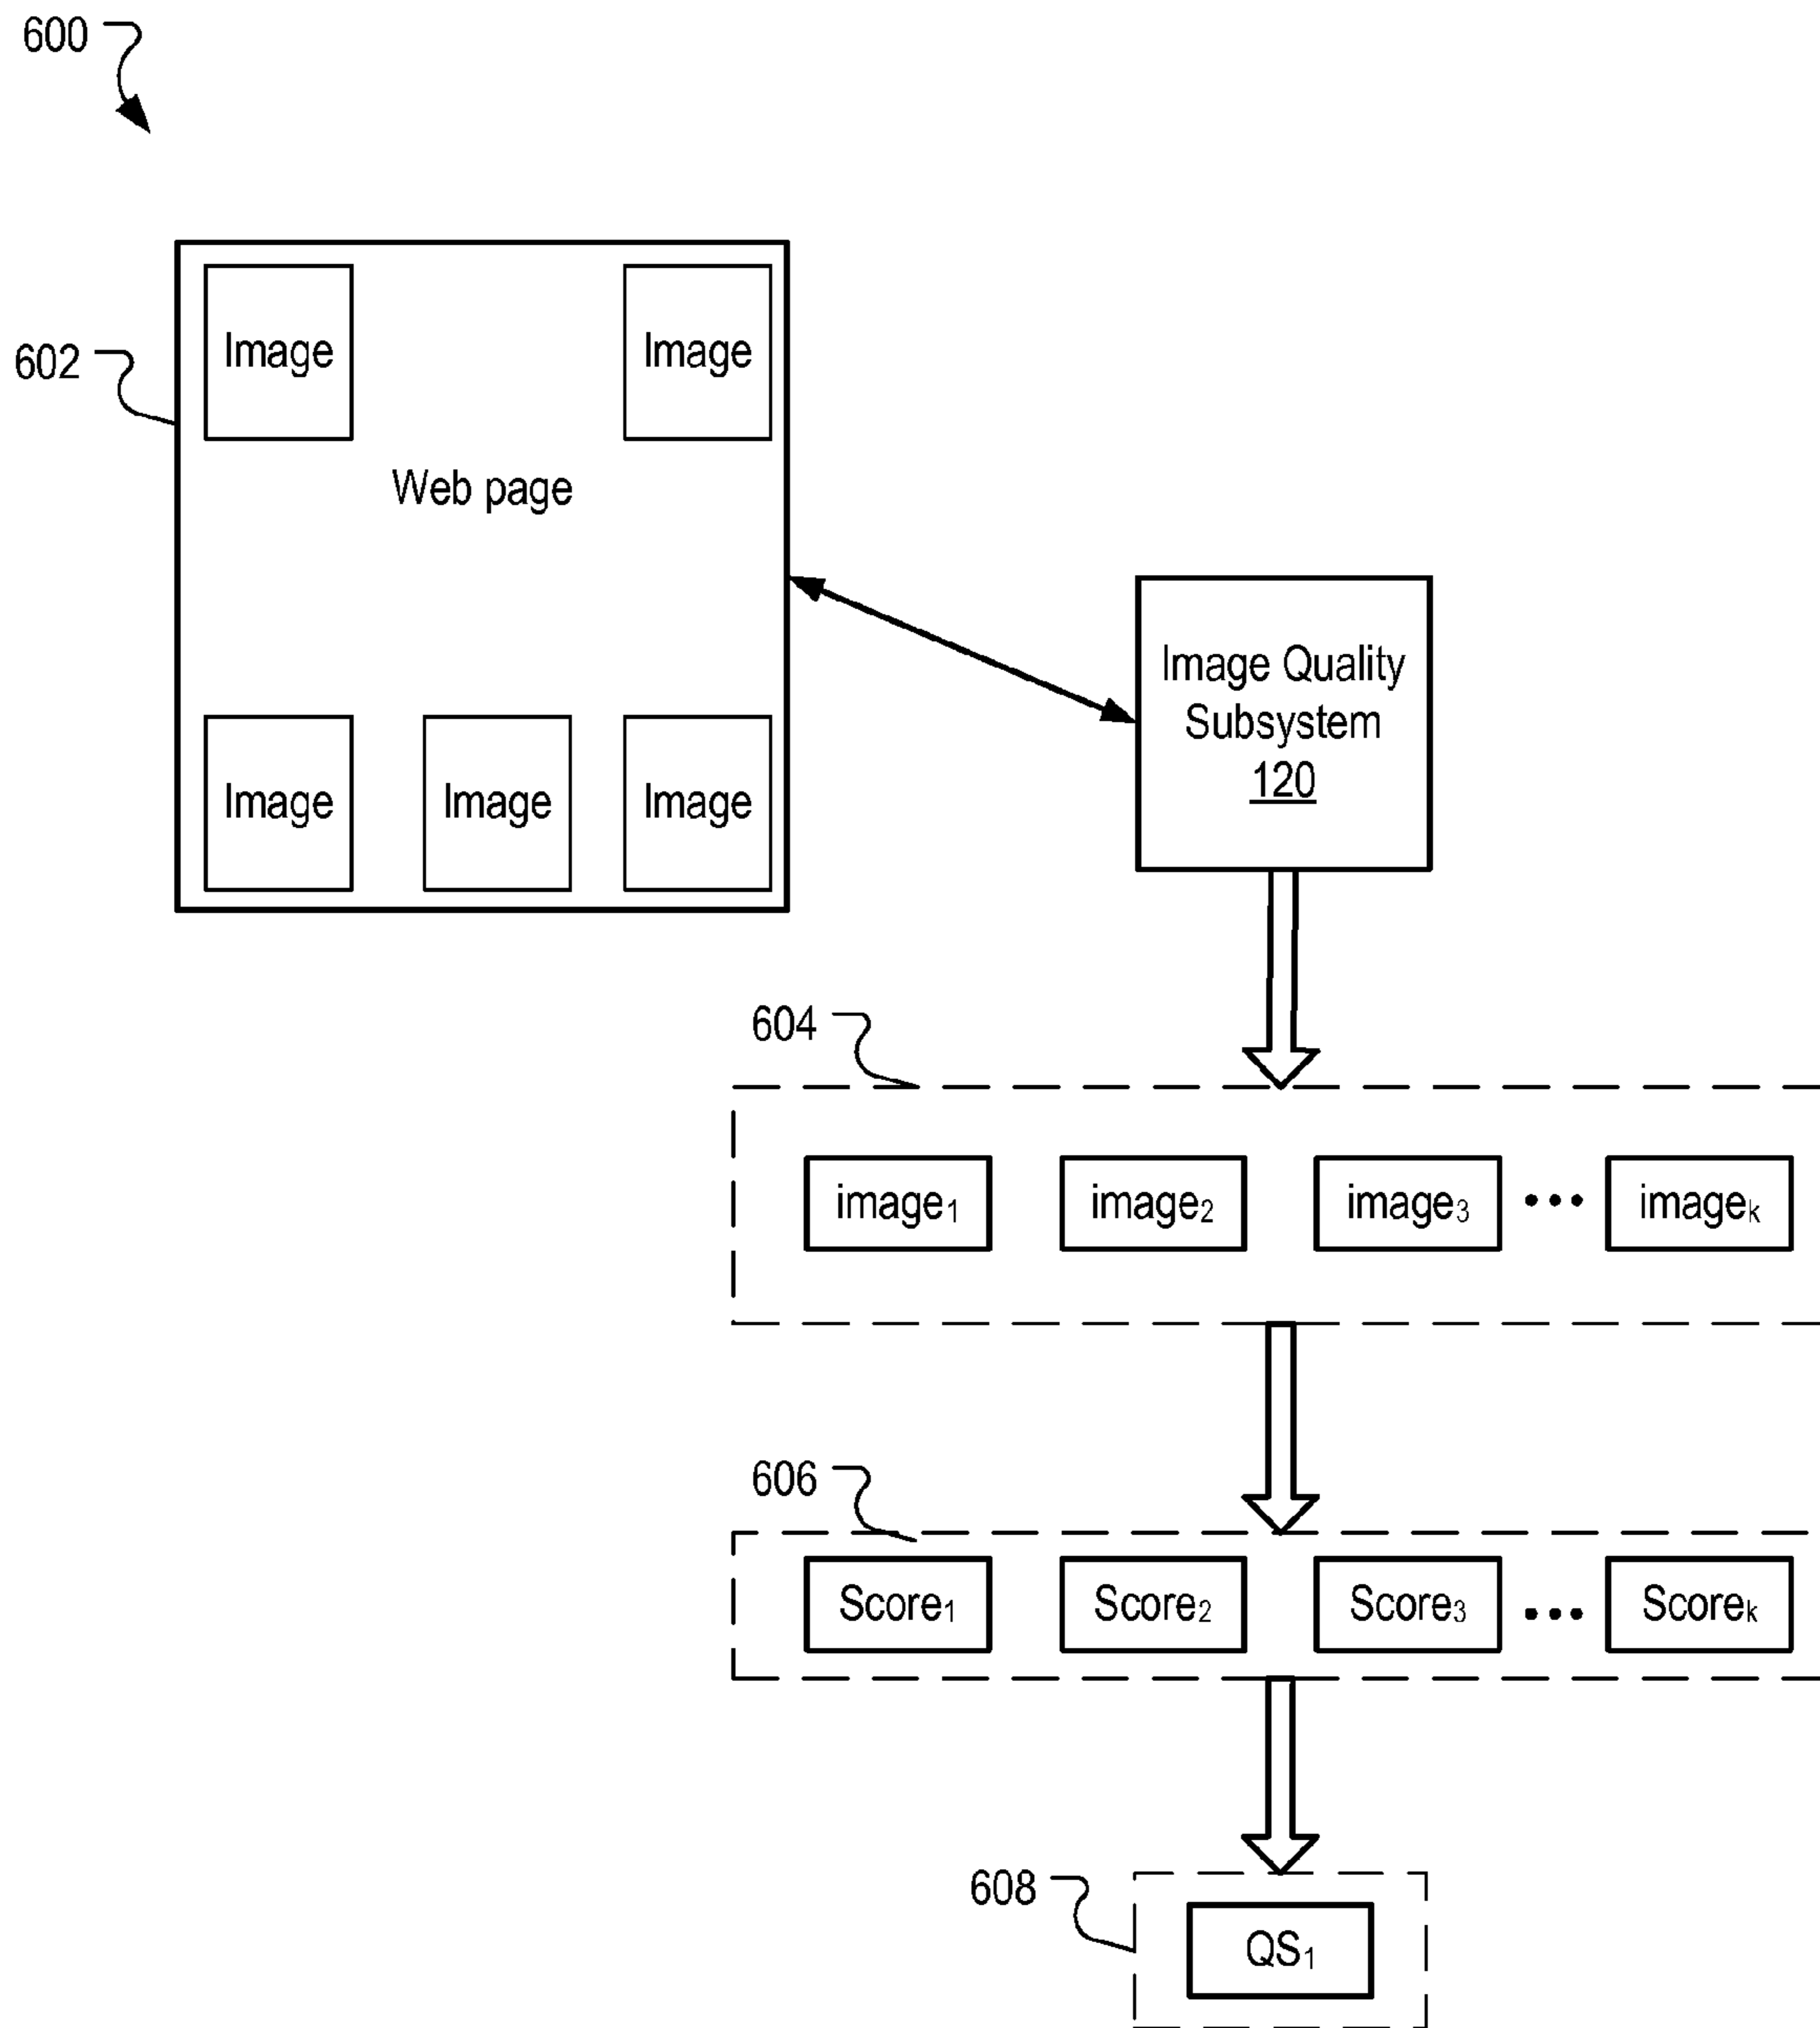 600
Image Image
602
Web page
Image Image Image
Image Quality
Subsystem
120
604
image1 image2 image3 ••• imagek
606
Score1 Score2 Score3 ••• Scorek
608
QS1